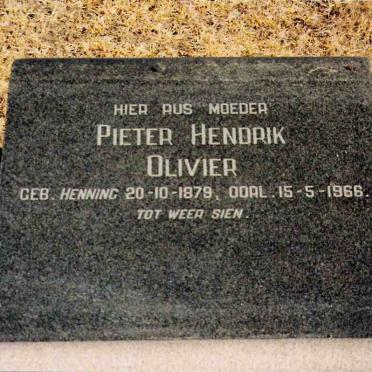 HIER RUS MOEDER
PIETER HENDRIK
OLIVIER
GEB. HENNING 20-10-1879, OORL. 15-5-1966.
TOT WEER SIEN.